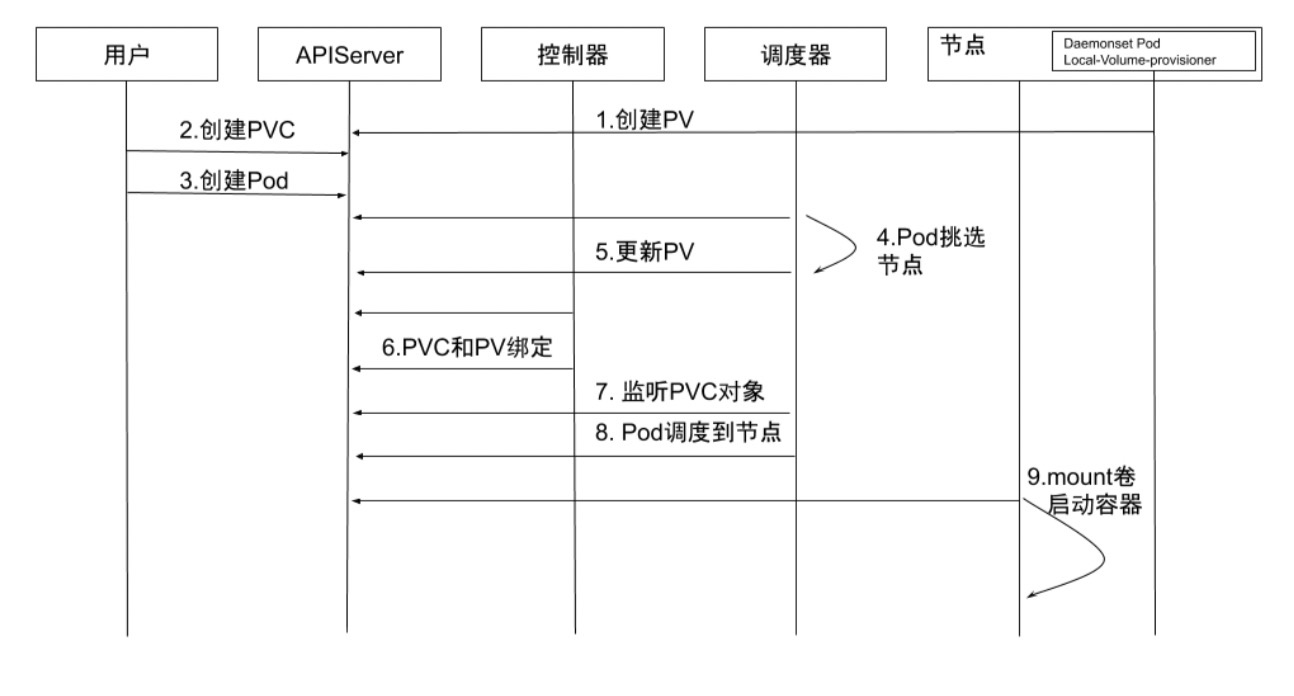 用户
APIServer
控制器
调度器
节点
Daemonset Pod
Local-Volume-provisioner
1.创建PV
2.创建PVC
3.创建Pod
4.Pod挑选
节点
5.更新PV
6.PVC和PV绑定
7. 监听PVC对象
8. Pod调度到节点
9.mount卷
启动容器